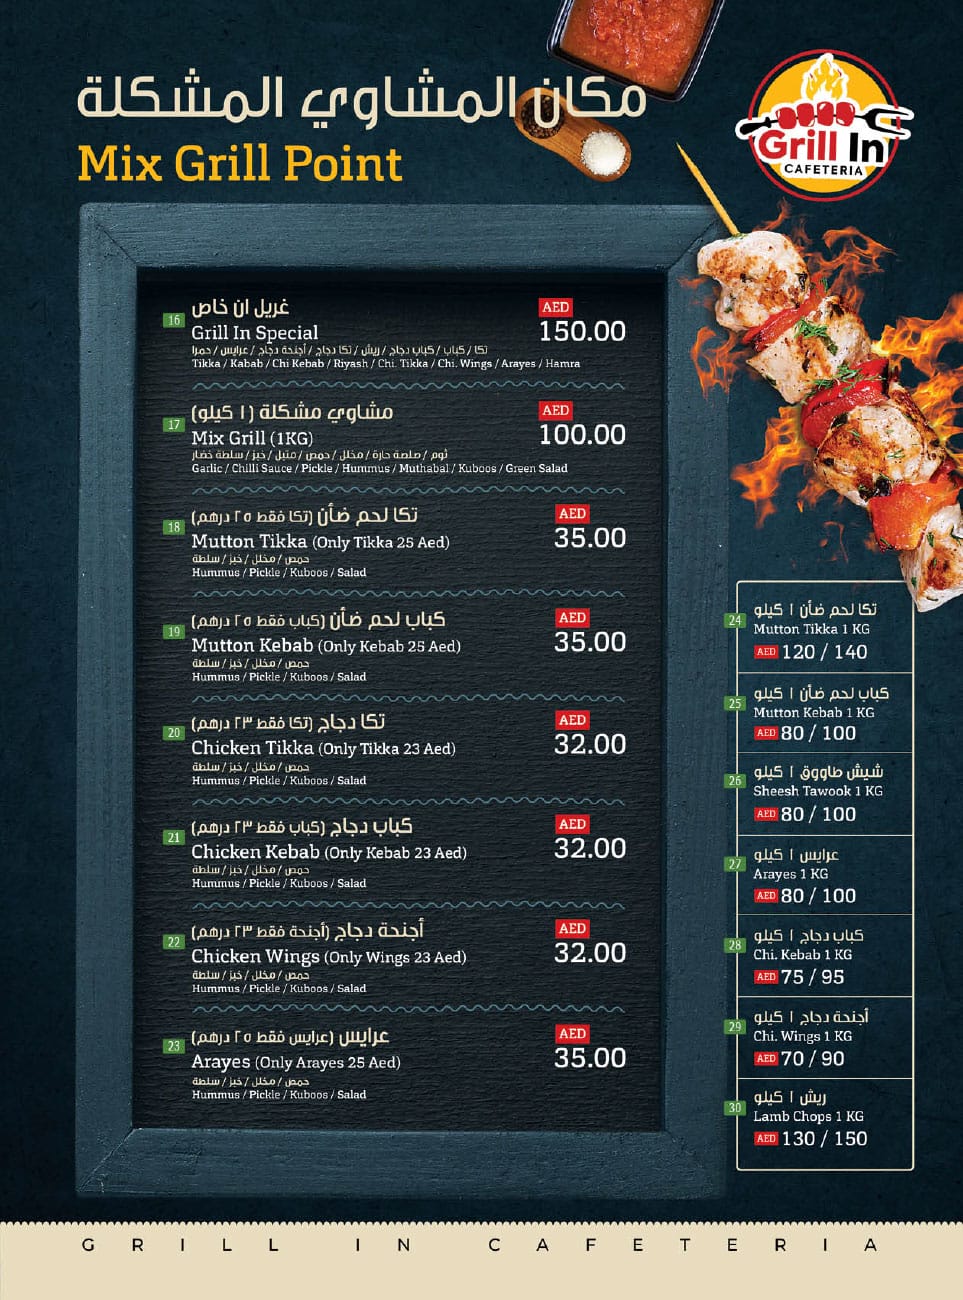 مكان المشاوي المشكلة
Mix Grill Point
Grill In
CAFETERIA
16
غريل ان خاص
Grill In Special
تكا / كباب / كباب دجاج / ريش / تكا دجاج / أجنحة دجاج / عرايس / حمرا
Tikka / Kabab / Chi Kebab / Riyash / Chi. Tikka / Chi. Wings / Arayes / Hamra
AED
150.00
17
مشاوي مشكلة (١ كيلو)
Mix Grill (1KG)
ثوم / صلصة حارة / مخلل / حمص / متبل / خبز / سلطة خضار
Garlic / Chilli Sauce / Pickle / Hummus / Muthabal / Kuboos / Green Salad
AED
100.00
18
تكا لحم ضأن (تكا فقط ٢٥ درهم)
Mutton Tikka (Only Tikka 25 Aed)
حمص / مخلل / خبز / سلطة
Hummus / Pickle / Kuboos / Salad
AED
35.00
19
كباب لحم ضأن (كباب فقط ٢٥ درهم)
Mutton Kebab (Only Kebab 25 Aed)
حمص / مخلل / خبز / سلطة
Hummus / Pickle / Kuboos / Salad
AED
35.00
20
تكا دجاج (تكا فقط ٢٣ درهم)
Chicken Tikka (Only Tikka 23 Aed)
حمص / مخلل / خبز / سلطة
Hummus / Pickle / Kuboos / Salad
AED
32.00
21
كباب دجاج (كباب فقط ٢٣ درهم)
Chicken Kebab (Only Kebab 23 Aed)
حمص / مخلل / خبز / سلطة
Hummus / Pickle / Kuboos / Salad
AED
32.00
22
أجنحة دجاج (أجنحة فقط ٢٣ درهم)
Chicken Wings (Only Wings 23 Aed)
حمص / مخلل / خبز / سلطة
Hummus / Pickle / Kuboos / Salad
AED
32.00
23
عرايس (عرايس فقط ٢٥ درهم)
Arayes (Only Arayes 25 Aed)
حمص / مخلل / خبز / سلطة
Hummus / Pickle / Kuboos / Salad
AED
35.00
24
تكا لحم ضأن ١ كيلو
Mutton Tikka 1 KG
AED 120 / 140
25
كباب لحم ضأن ١ كيلو
Mutton Kebab 1 KG
AED 80 / 100
26
شيش طاووق ١ كيلو
Sheesh Tawook 1 KG
AED 80 / 100
27
عرايس ١ كيلو
Arayes 1 KG
AED 80 / 100
28
كباب دجاج ١ كيلو
Chi. Kebab 1 KG
AED 75 / 95
29
أجنحة دجاج ١ كيلو
Chi. Wings 1 KG
AED 70 / 90
30
ريش ١ كيلو
Lamb Chops 1 KG
AED 130 / 150
GRILL IN CAFETERIA